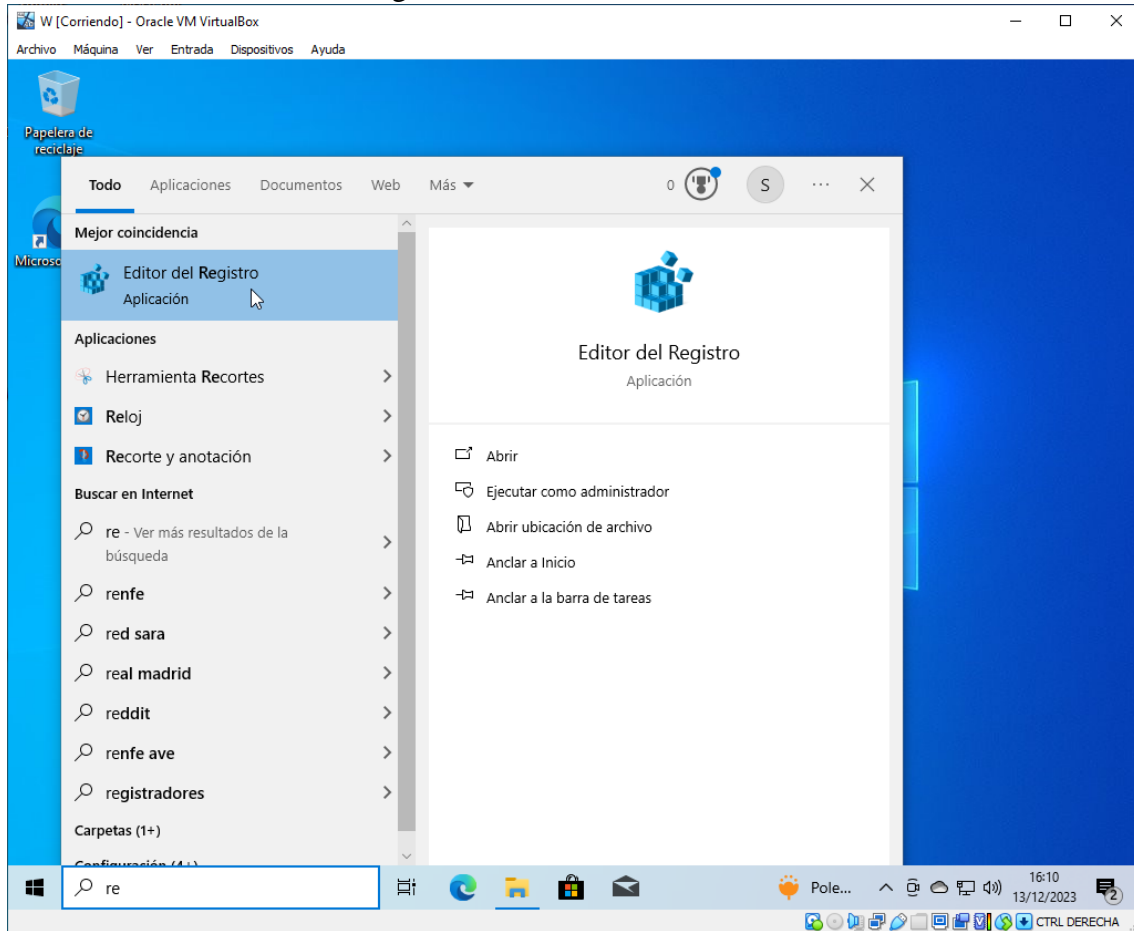 W [Corriendo] - Oracle VM VirtualBox
Archivo Máquina Ver Entrada Dispositivos Ayuda
Papelera de
reciclaje
Microso
Todo Aplicaciones Documentos Web Más 0 S ...
Mejor coincidencia
Editor del Registro
Aplicación
Aplicaciones
Herramienta Recortes
Reloj
Recorte y anotación
Buscar en Internet
re - Ver más resultados de la
búsqueda
renfe
red sara
real madrid
reddit
renfe ave
registradores
Carpetas (1+)
Configuración (4+)
Editor del Registro
Aplicación
Abrir
Ejecutar como administrador
Abrir ubicación de archivo
Anclar a Inicio
Anclar a la barra de tareas
re
Pole...
16:10
13/12/2023
2
CTRL DERECHA